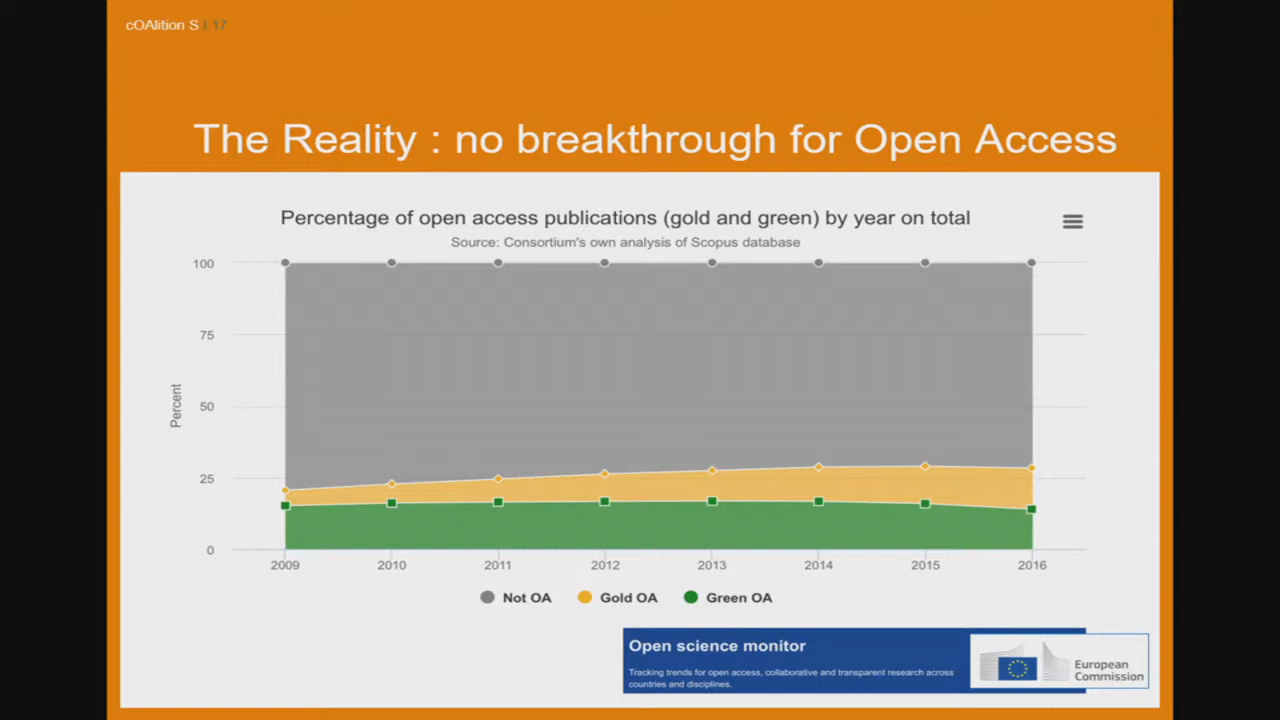 cOAlition S | 17
The Reality : no breakthrough for Open Access
Percentage of open access publications (gold and green) by year on total
Source: Consortium's own analysis of Scopus database
Percent
100
75
50
25
0
2009 2010 2011 2012 2013 2014 2015 2016
Not OA Gold OA Green OA
Open science monitor
Tracking trends for open access, collaborative and transparent research across
countries and disciplines.
European
Commission